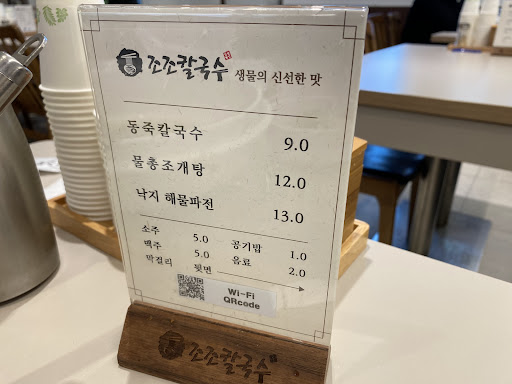 조조칼국수 생물의 신선한 맛
동죽칼국수 9.0
물총조개탕 12.0
낙지 해물파전 13.0
소주 5.0 공기밥 1.0
맥주 5.0 음료 2.0
막걸리 뒷면
Wi-Fi
QRcode
조조칼국수